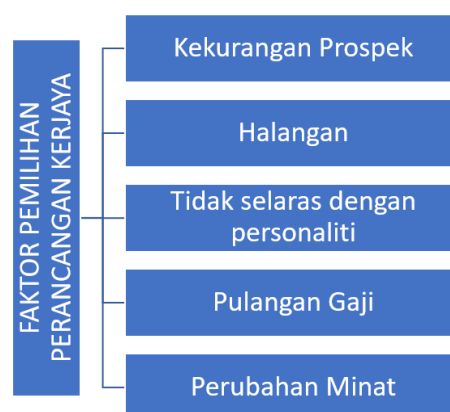 FAKTOR PEMILIHAN
PERANCANGAN KERJAYA
Kekurangan Prospek
Halangan
Tidak selaras dengan
personaliti
Pulangan Gaji
Perubahan Minat